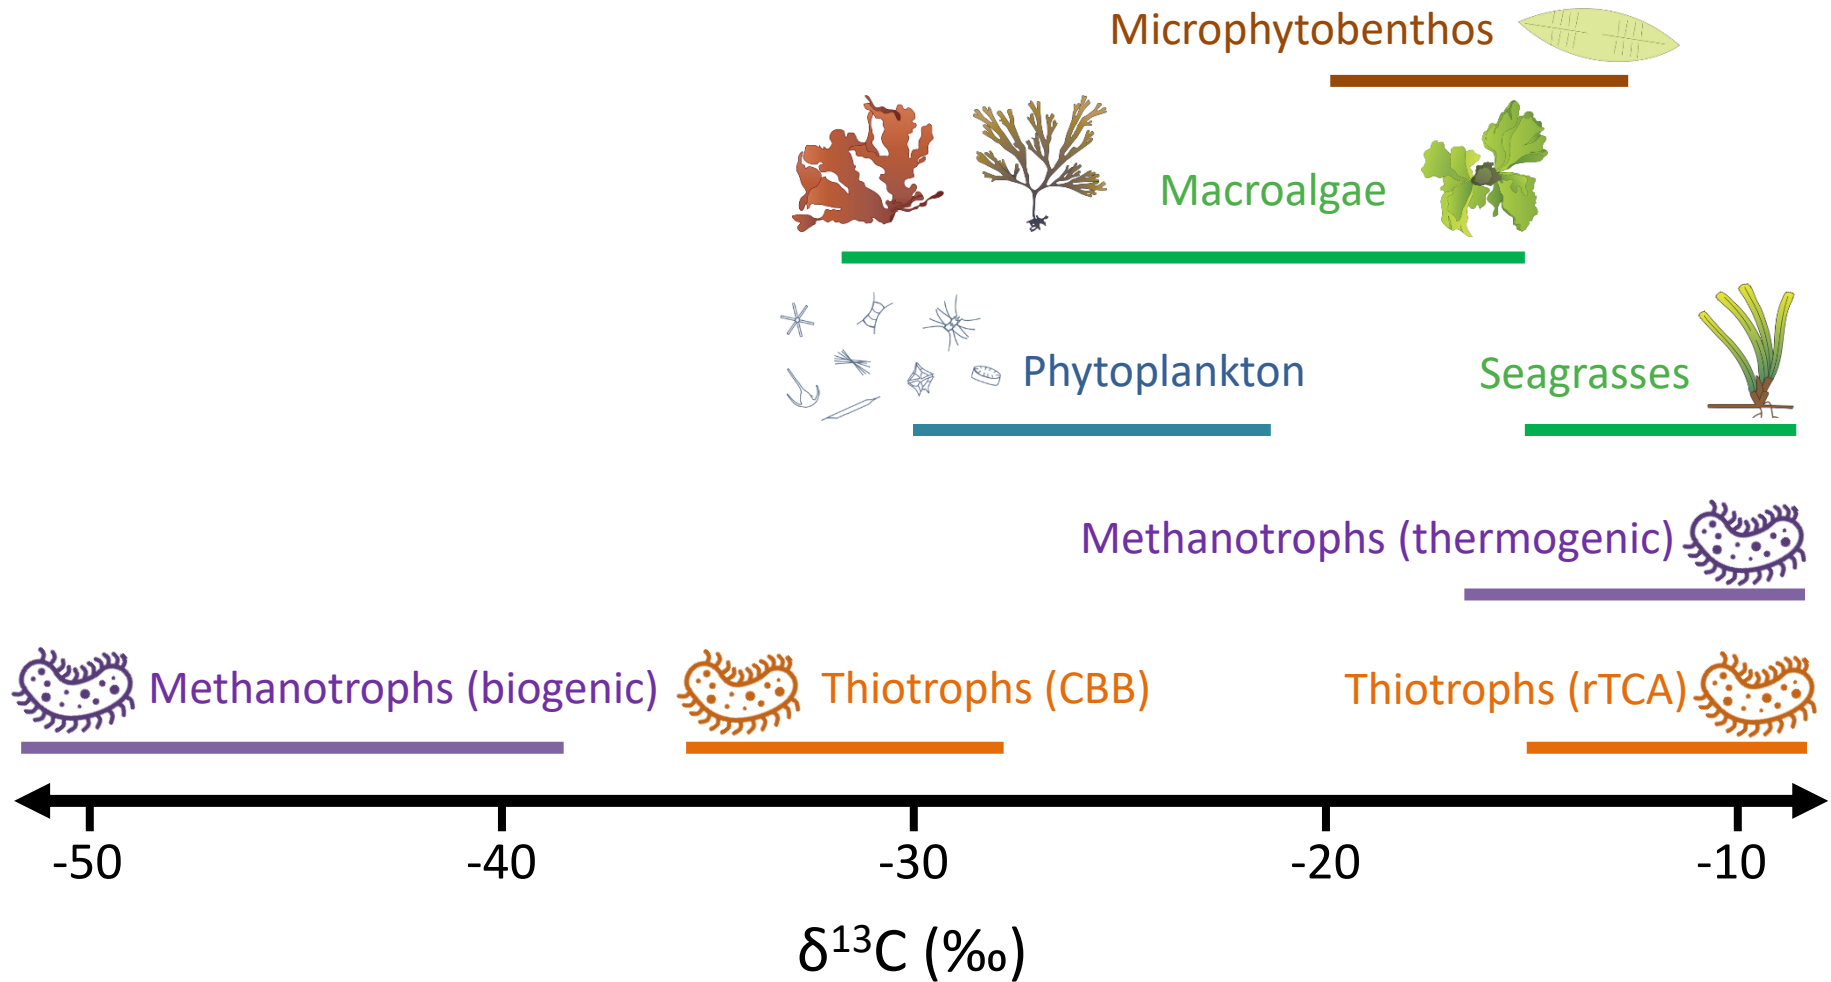 Microphytobenthos
Macroalgae
Phytoplankton
Seagrasses
Methanotrophs (thermogenic)
Methanotrophs (biogenic)
Thiotrophs (CBB)
Thiotrophs (rTCA)
-50
-40
-30
-20
-10
δ¹³C (‰)